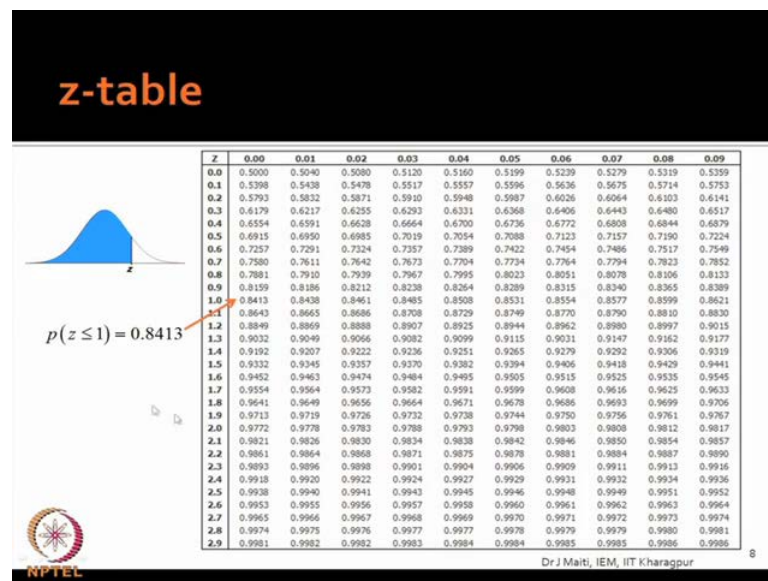 z-table
Z 0.00 0.01 0.02 0.03 0.04 0.05 0.06 0.07 0.08 0.09
0.0 0.5000 0.5040 0.5080 0.5120 0.5160 0.5199 0.5239 0.5279 0.5319 0.5359
0.1 0.5398 0.5438 0.5478 0.5517 0.5557 0.5596 0.5636 0.5675 0.5714 0.5753
0.2 0.5793 0.5832 0.5871 0.5910 0.5948 0.5987 0.6026 0.6064 0.6103 0.6141
0.3 0.6179 0.6217 0.6255 0.6293 0.6331 0.6368 0.6406 0.6443 0.6480 0.6517
0.4 0.6554 0.6591 0.6628 0.6664 0.6700 0.6736 0.6772 0.6808 0.6844 0.6879
0.5 0.6915 0.6950 0.6985 0.7019 0.7054 0.7088 0.7123 0.7157 0.7190 0.7224
0.6 0.7257 0.7291 0.7324 0.7357 0.7389 0.7422 0.7454 0.7486 0.7517 0.7549
0.7 0.7580 0.7611 0.7642 0.7673 0.7704 0.7734 0.7764 0.7794 0.7823 0.7852
0.8 0.7881 0.7910 0.7939 0.7967 0.7995 0.8023 0.8051 0.8078 0.8106 0.8133
0.9 0.8159 0.8186 0.8212 0.8238 0.8264 0.8289 0.8315 0.8340 0.8365 0.8389
1.0 0.8413 0.8438 0.8461 0.8485 0.8508 0.8531 0.8554 0.8577 0.8599 0.8621
1.1 0.8643 0.8665 0.8686 0.8708 0.8729 0.8749 0.8770 0.8790 0.8810 0.8830
1.2 0.8849 0.8869 0.8888 0.8907 0.8925 0.8944 0.8962 0.8980 0.8997 0.9015
1.3 0.9032 0.9049 0.9066 0.9082 0.9099 0.9115 0.9031 0.9147 0.9162 0.9177
1.4 0.9192 0.9207 0.9222 0.9236 0.9251 0.9265 0.9279 0.9292 0.9306 0.9319
1.5 0.9332 0.9345 0.9357 0.9370 0.9382 0.9394 0.9406 0.9418 0.9429 0.9441
1.6 0.9452 0.9463 0.9474 0.9484 0.9495 0.9505 0.9515 0.9525 0.9535 0.9545
1.7 0.9554 0.9564 0.9573 0.9582 0.9591 0.9599 0.9608 0.9616 0.9625 0.9633
1.8 0.9641 0.9649 0.9656 0.9664 0.9671 0.9678 0.9686 0.9693 0.9699 0.9706
1.9 0.9713 0.9719 0.9726 0.9732 0.9738 0.9744 0.9750 0.9756 0.9761 0.9767
2.0 0.9772 0.9778 0.9783 0.9788 0.9793 0.9798 0.9803 0.9808 0.9812 0.9817
2.1 0.9821 0.9826 0.9830 0.9834 0.9838 0.9842 0.9846 0.9850 0.9854 0.9857
2.2 0.9861 0.9864 0.9868 0.9871 0.9875 0.9878 0.9881 0.9884 0.9887 0.9890
2.3 0.9893 0.9896 0.9898 0.9901 0.9904 0.9906 0.9909 0.9911 0.9913 0.9916
2.4 0.9918 0.9920 0.9922 0.9924 0.9927 0.9929 0.9931 0.9932 0.9934 0.9936
2.5 0.9938 0.9940 0.9941 0.9943 0.9945 0.9946 0.9948 0.9949 0.9951 0.9952
2.6 0.9953 0.9955 0.9956 0.9957 0.9958 0.9960 0.9961 0.9962 0.9963 0.9964
2.7 0.9965 0.9966 0.9967 0.9968 0.9969 0.9970 0.9971 0.9972 0.9973 0.9974
2.8 0.9974 0.9975 0.9976 0.9977 0.9977 0.9978 0.9979 0.9979 0.9980 0.9981
2.9 0.9981 0.9982 0.9982 0.9983 0.9984 0.9984 0.9985 0.9985 0.9986 0.9986
z
p(z ≤ 1) = 0.8413
Dr J Maiti, IEM, IIT Kharagpur
8
NPTEL